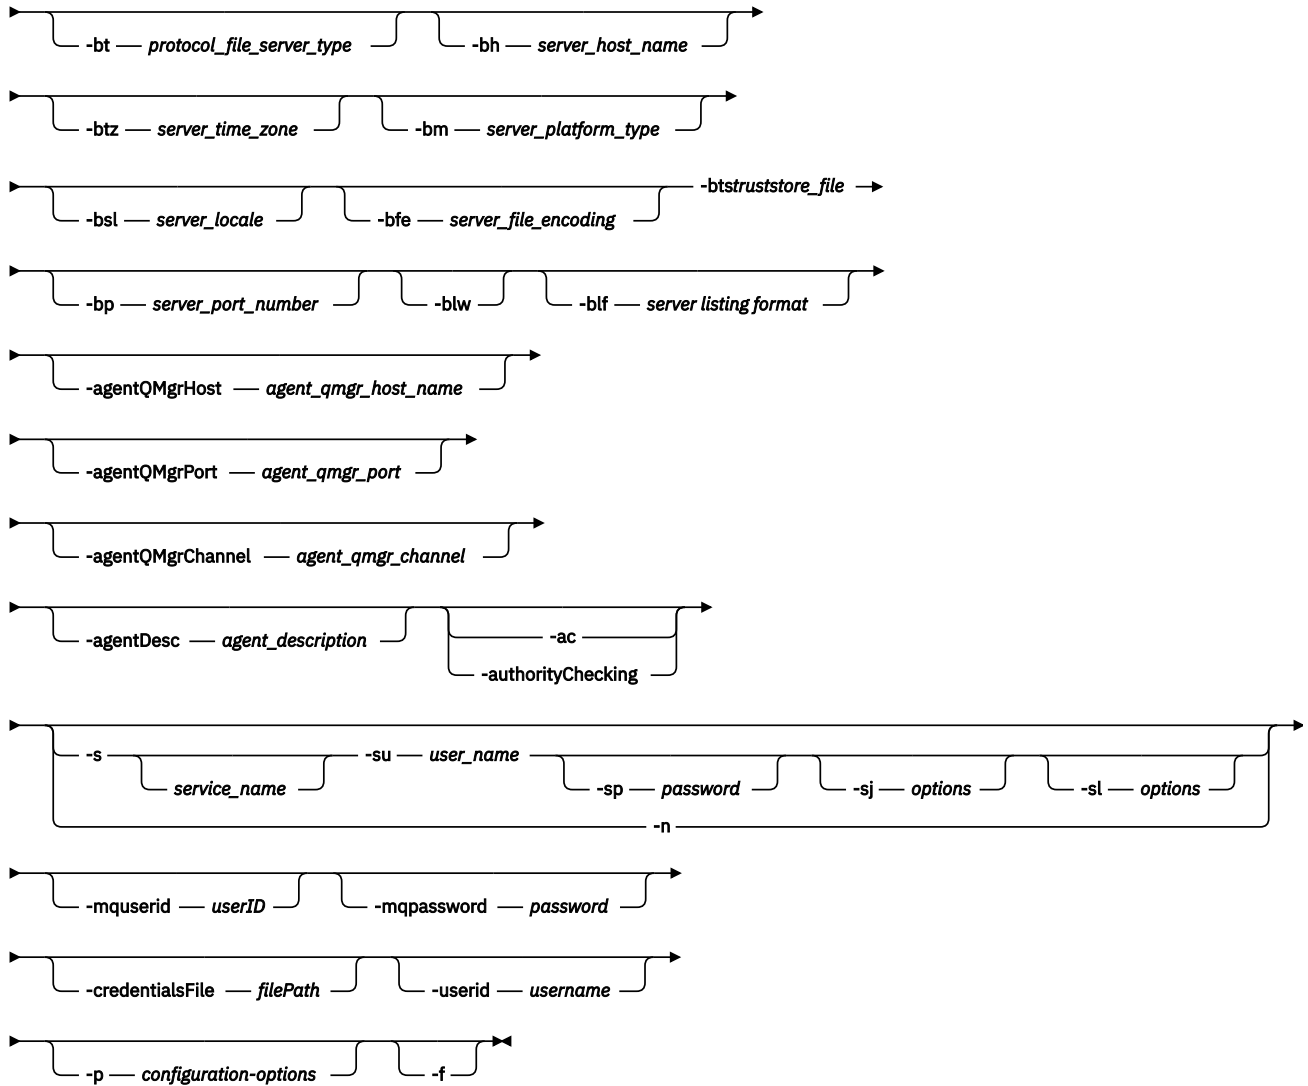 -bt protocol_file_server_type -bh server_host_name
-btz server_time_zone -bm server_platform_type
-btstruststore_file
-bsl server_locale -bfe server_file_encoding
-bp server_port_number -blw -blf server listing format
-agentQMgrHost agent_qmgr_host_name
-agentQMgrPort agent_qmgr_port
-agentQMgrChannel agent_qmgr_channel
-ac
-agentDesc agent_description
-authorityChecking
-s -su user_name
service_name -sp password -sj options -sl options
-n
-mquserid userID -mqpassword password
-credentialsFile filePath -userid username
-p configuration-options -f